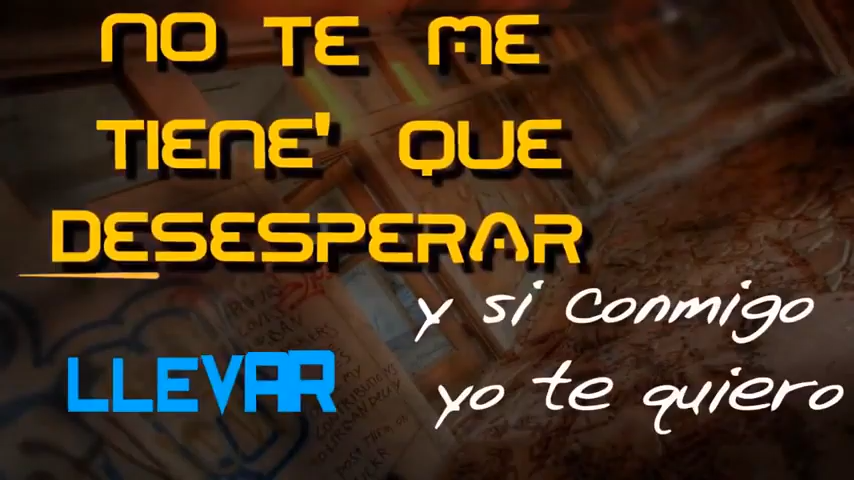 NO TE ME
TIENE' QUE
DESESPERAR
y si conmigo
yo te quiero
LLEVAR